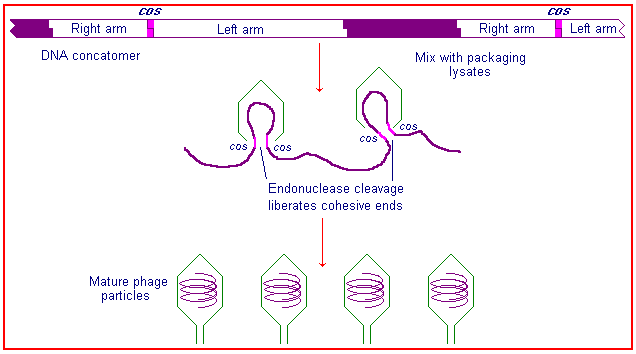 cos cos
Right arm Left arm Right arm Left arm
DNA concatomer
Mix with packaging
lysates
cos
cos cos cos
Endonuclease cleavage
liberates cohesive ends
Mature phage
particles